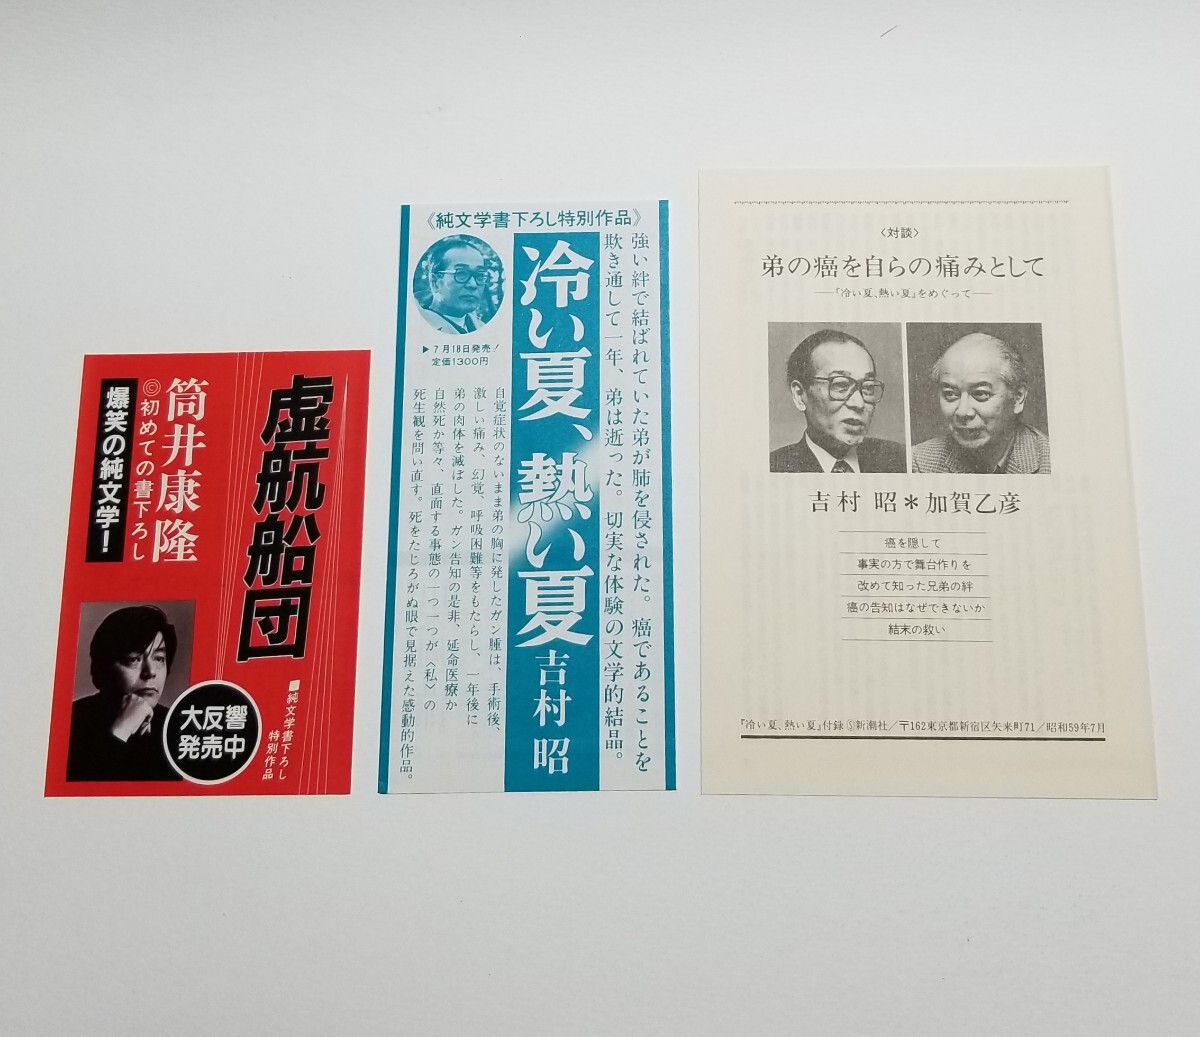 虚航船団
筒井康隆
©初めての書下ろし
爆笑の純文学!
■純文学書下ろし
特別作品
大反響
発売中
《純文学書下ろし特別作品》
強い絆で結ばれていた弟が肺を侵された。癌であることを
欺き通して一年、弟は逝った。切実な体験の文学的結晶。
冷い夏、熱い夏
吉村 昭
▶7月18日発売!
定価1300円
自覚症状のないまま弟の胸に発したガン腫は、手術後、
激しい痛み、幻覚、呼吸困難等をもたらし、一年後に
弟の肉体を滅ぼした。ガン告知の是非、延命医療か
自然死か等々、直面する事態の一つ一つが〈私〉の
死生観を問い直す。死をたじろがぬ眼で見据えた感動的作品。
〈対談〉
弟の癌を自らの痛みとして
―『冷い夏、熱い夏』をめぐって―
吉村 昭*加賀乙彦
癌を隠して
事実の方で舞台作りを
改めて知った兄弟の絆
癌の告知はなぜできないか
結末の救い
『冷い夏、熱い夏』付録 Ⓢ新潮社/〒162東京都新宿区矢来町71/昭和59年7月